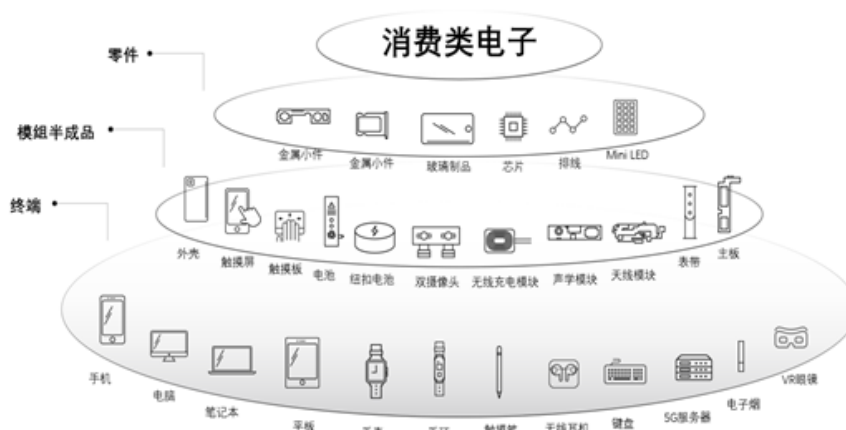 消费类电子
零件
金属小件
金属小件
玻璃制品
芯片
排线
Mini LED
模组半成品
外壳
触摸屏
触摸板
电池
纽扣电池
双摄像头
无线充电模块
声学模块
天线模块
表带
主板
终端
手机
电脑
笔记本
平板
触摸笔
无线耳机
键盘
5G服务器
电子烟
VR眼镜